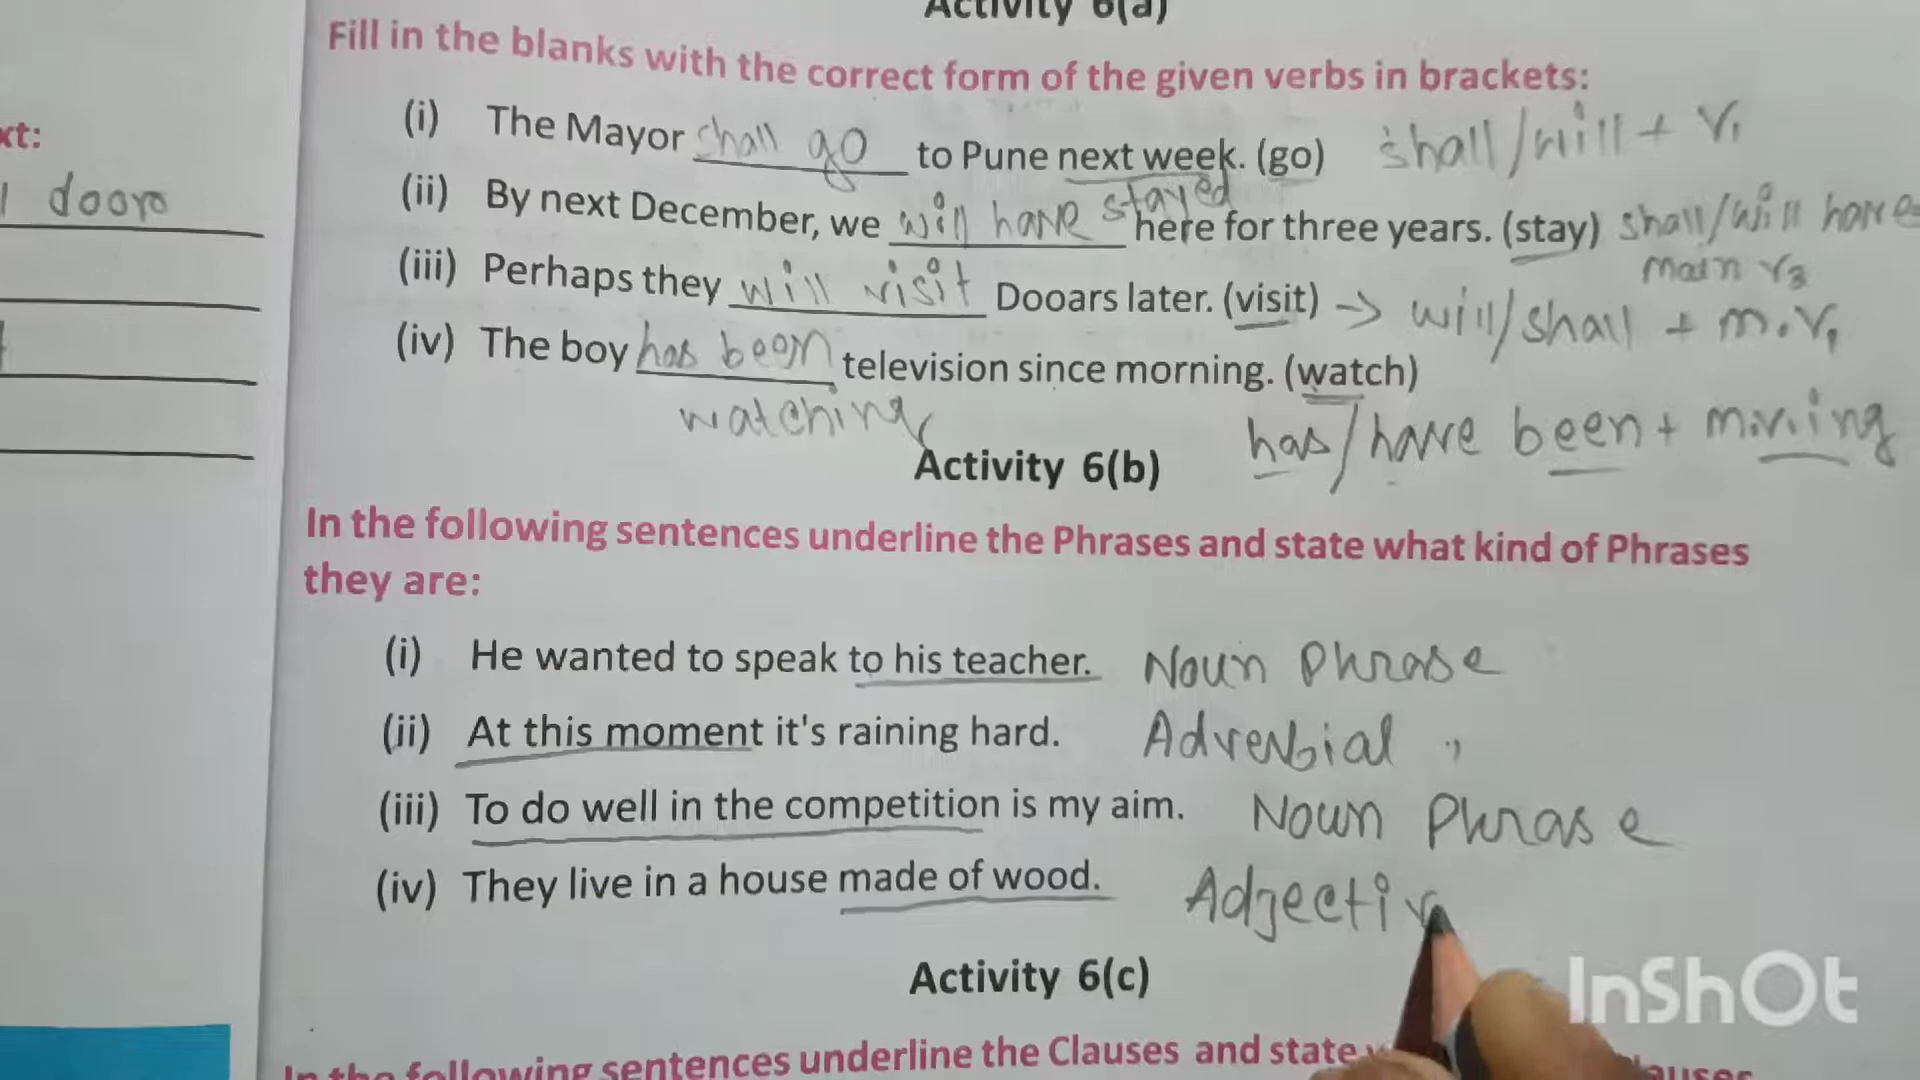 Activity 6(a)
Fill in the blanks with the correct form of the given verbs in brackets:
xt:
(i) The Mayor shall go to Pune next week. (go) shall/will + V1
door
(ii) By next December, we will have stayed here for three years. (stay) shall/will have
main V3
(iii) Perhaps they will visit Dooars later. (visit) -> will/shall + m.V1
(iv) The boy has been television since morning. (watch)
watching
has/have been + m.v.ing
Activity 6(b)
In the following sentences underline the Phrases and state what kind of Phrases
they are:
(i) He wanted to speak to his teacher. Noun Phrase
(ii) At this moment it's raining hard. Adverbial "
(iii) To do well in the competition is my aim. Noun Phrase
(iv) They live in a house made of wood. Adjectiv
Activity 6(c)
In the following sentences underline the Clauses and state
InShOt